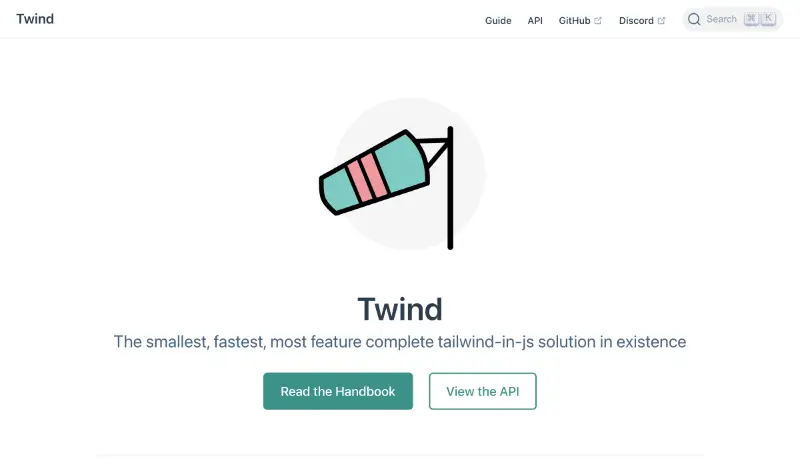 Twind
Guide API GitHub Discord Search ⌘ K
Twind
The smallest, fastest, most feature complete tailwind-in-js solution in existence
Read the Handbook View the API